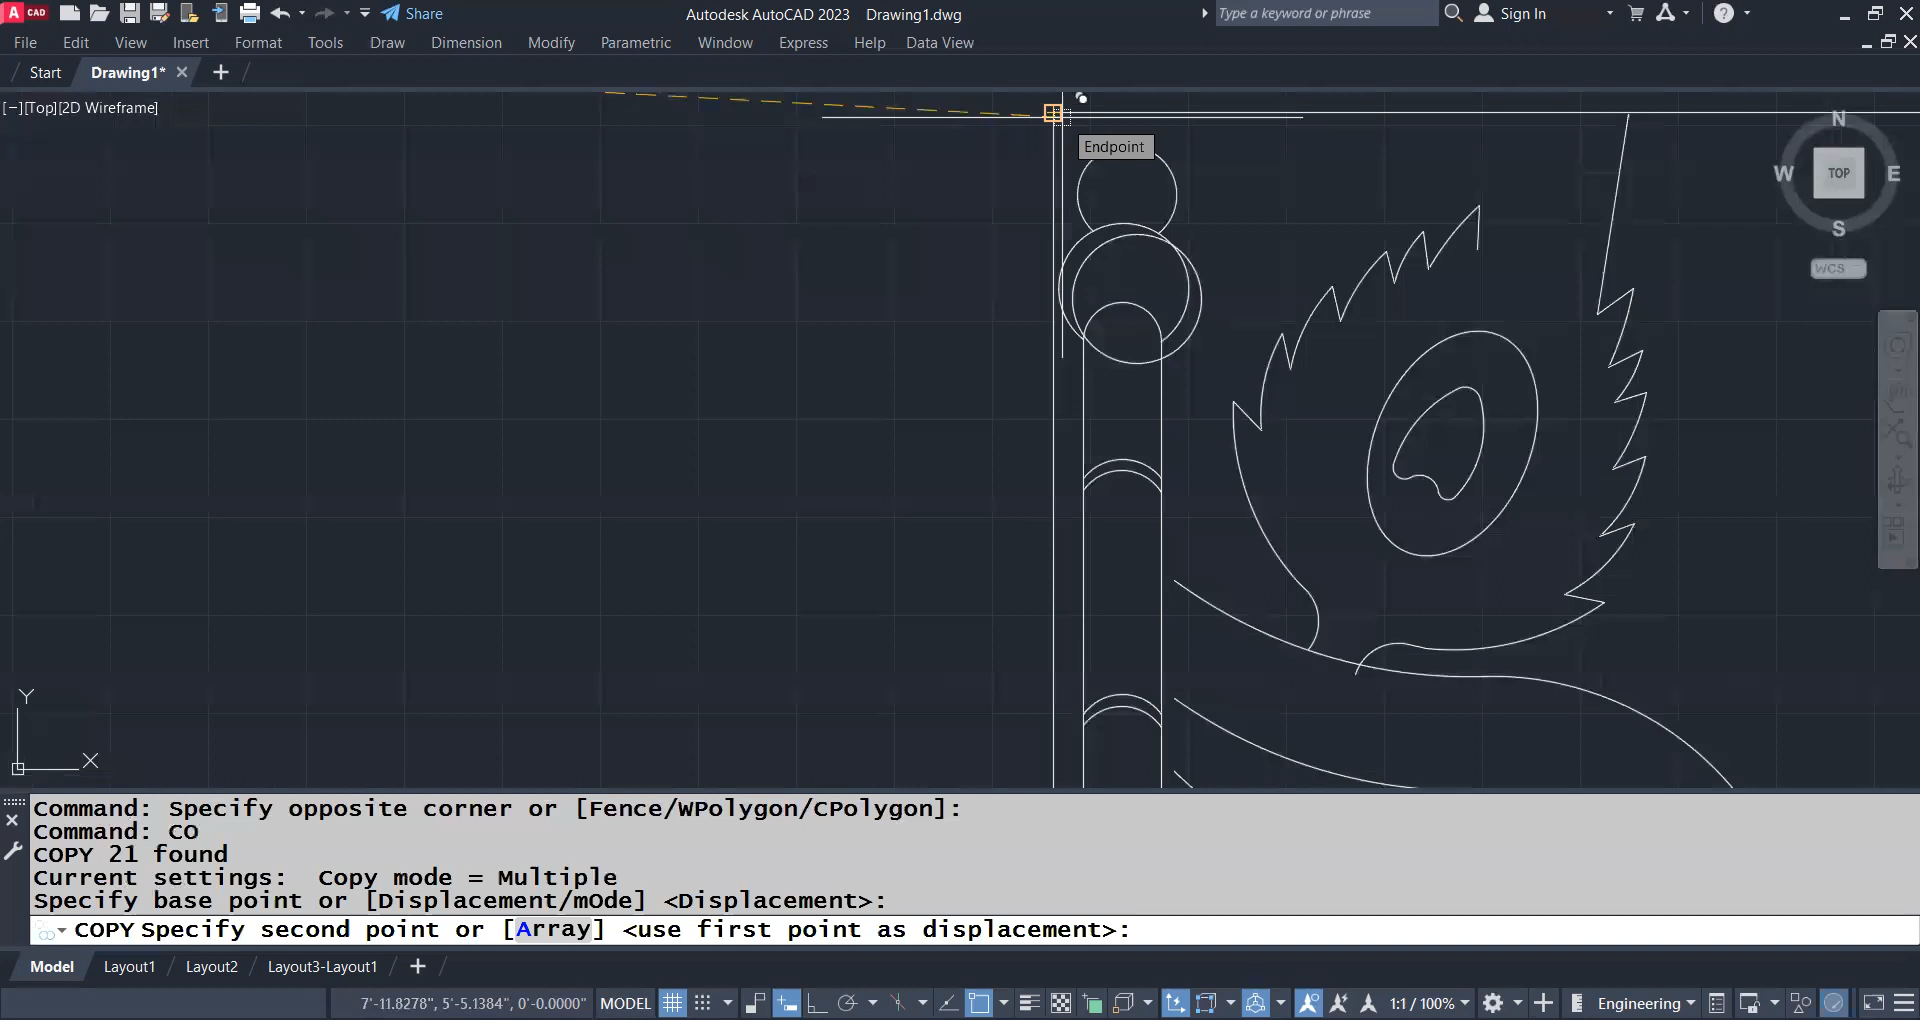 A CAD
Share
Autodesk AutoCAD 2023 Drawing1.dwg
Type a keyword or phrase
Sign In
File Edit View Insert Format Tools Draw Dimension Modify Parametric Window Express Help Data View
Start Drawing1* +
[−][Top][2D Wireframe]
N
Endpoint
W TOP E
S
WCS
Y
X
Command: Specify opposite corner or [Fence/WPolygon/CPolygon]:
Command: CO
COPY 21 found
Current settings:  Copy mode = Multiple
Specify base point or [Displacement/mOde] <Displacement>:
COPY Specify second point or [Array] <use first point as displacement>:
Model Layout1 Layout2 Layout3-Layout1 +
7'-11.8278", 5'-5.1384", 0'-0.0000" MODEL 1:1 / 100% Engineering